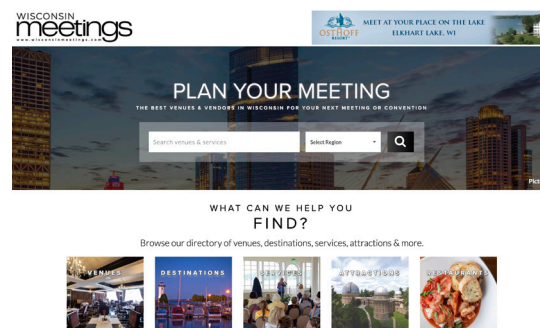 WISCONSIN
meetings
www.wisconsinmeetings.com
OSTHOFF
RESORT
MEET AT YOUR PLACE ON THE LAKE
ELKHART LAKE, WI
PLAN YOUR MEETING
THE BEST VENUES & VENDORS IN WISCONSIN FOR YOUR NEXT MEETING OR CONVENTION
Search venues & services
Select Region
Pict
WHAT CAN WE HELP YOU
FIND?
Browse our directory of venues, destinations, services, attractions & more.
VENUES
DESTINATIONS
SERVICES
ATTRACTIONS
RESTAURANTS